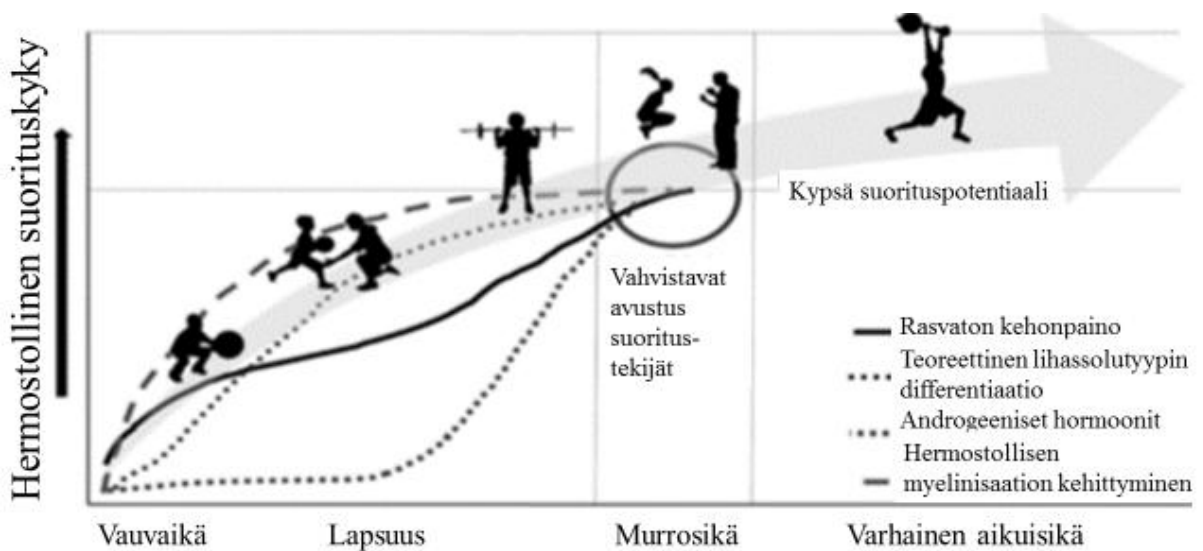 Hermostollinen suorituskyky
Kypsä suorituspotentiaali
Vahvistavat
avustus
suoritus-
tekijät
Rasvaton kehonpaino
Teoreettinen lihassolutyypin
differentiaatio
Androgeeniset hormoonit
Hermostollisen
myelinisaation kehittyminen
Vauvaikä
Lapsuus
Murrosikä
Varhainen aikuisikä